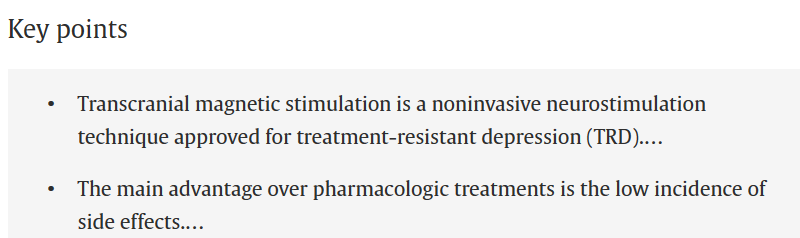 Key points
• Transcranial magnetic stimulation is a noninvasive neurostimulation
technique approved for treatment-resistant depression (TRD).…
• The main advantage over pharmacologic treatments is the low incidence of
side effects.…